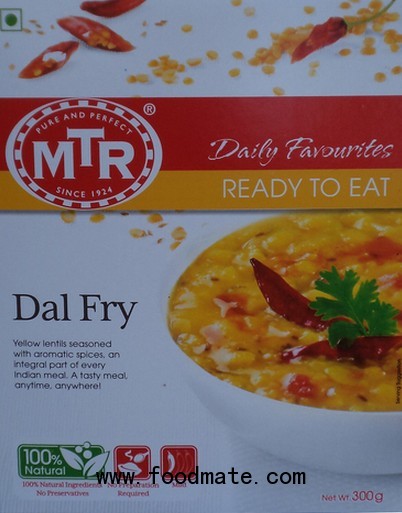 PURE AND PERFECT
MTR®
SINCE 1924
Daily Favourites
READY TO EAT
Dal Fry
Yellow lentils seasoned
with aromatic spices, an
integral part of every
Indian meal. A tasty meal,
anytime, anywhere!
100%
Natural
100% Natural Ingredients
No Preservatives
No Preparation
Required
Mild
www.foodmate.com
Net Wt. 300g